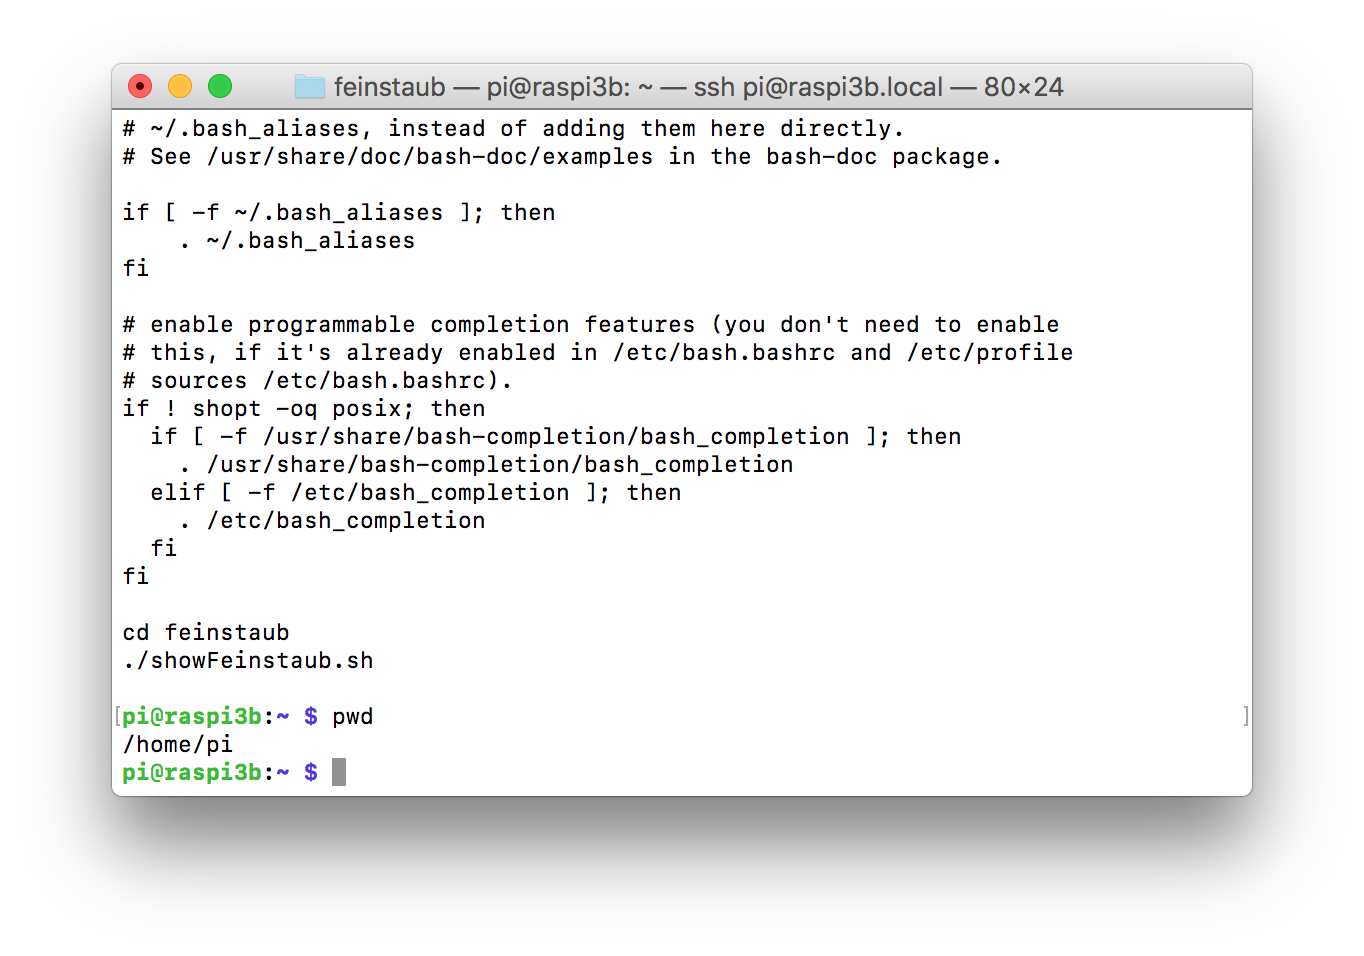 feinstaub — pi@raspi3b: ~ — ssh pi@raspi3b.local — 80×24
# ~/.bash_aliases, instead of adding them here directly.
# See /usr/share/doc/bash-doc/examples in the bash-doc package.

if [ -f ~/.bash_aliases ]; then
    . ~/.bash_aliases
fi

# enable programmable completion features (you don't need to enable
# this, if it's already enabled in /etc/bash.bashrc and /etc/profile
# sources /etc/bash.bashrc).
if ! shopt -oq posix; then
  if [ -f /usr/share/bash-completion/bash_completion ]; then
    . /usr/share/bash-completion/bash_completion
  elif [ -f /etc/bash_completion ]; then
    . /etc/bash_completion
  fi
fi

cd feinstaub
./showFeinstaub.sh

[pi@raspi3b:~ $ pwd ]
/home/pi
pi@raspi3b:~ $